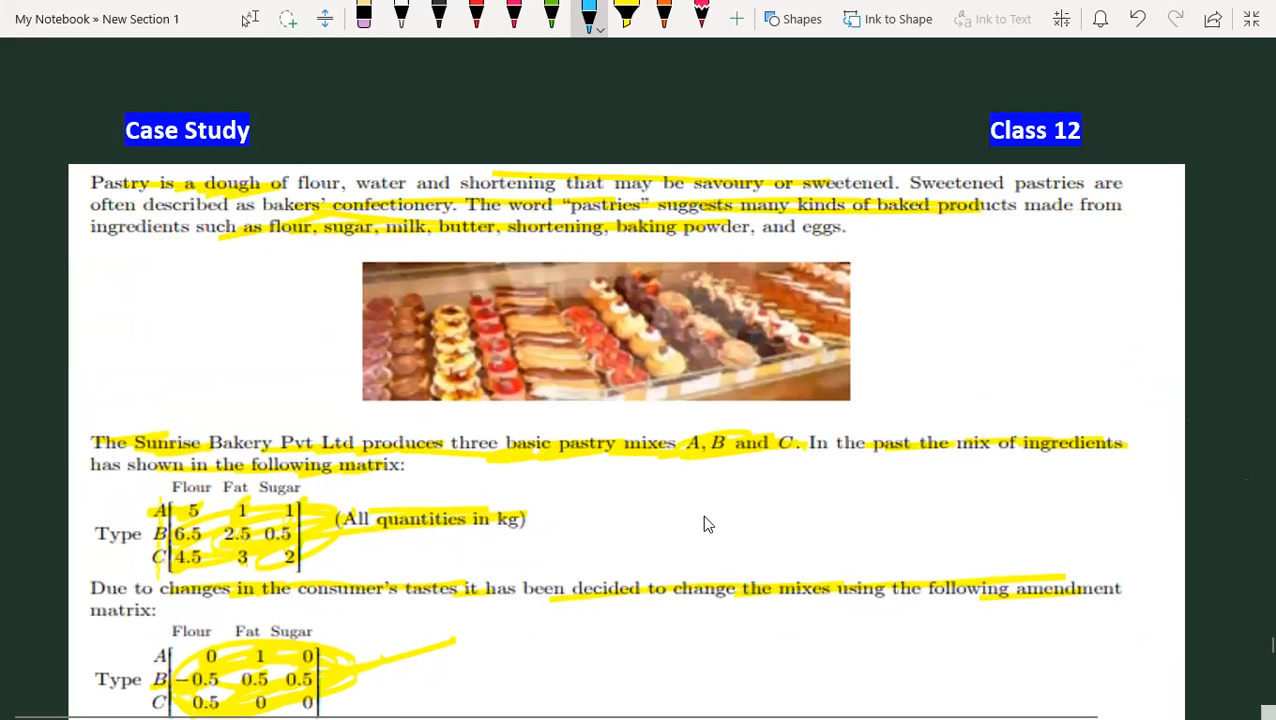 My Notebook » New Section 1
Shapes
Ink to Shape
Ink to Text
Case Study
Class 12
Pastry is a dough of flour, water and shortening that may be savoury or sweetened. Sweetened pastries are
often described as bakers' confectionery. The word “pastries” suggests many kinds of baked products made from
ingredients such as flour, sugar, milk, butter, shortening, baking powder, and eggs.
The Sunrise Bakery Pvt Ltd produces three basic pastry mixes A, B and C. In the past the mix of ingredients
has shown in the following matrix:
Flour Fat Sugar
A 5 1 1
Type B 6.5 2.5 0.5 (All quantities in kg)
C 4.5 3 2
Due to changes in the consumer's tastes it has been decided to change the mixes using the following amendment
matrix:
Flour Fat Sugar
A 0 1 0
Type B −0.5 0.5 0.5
C 0.5 0 0